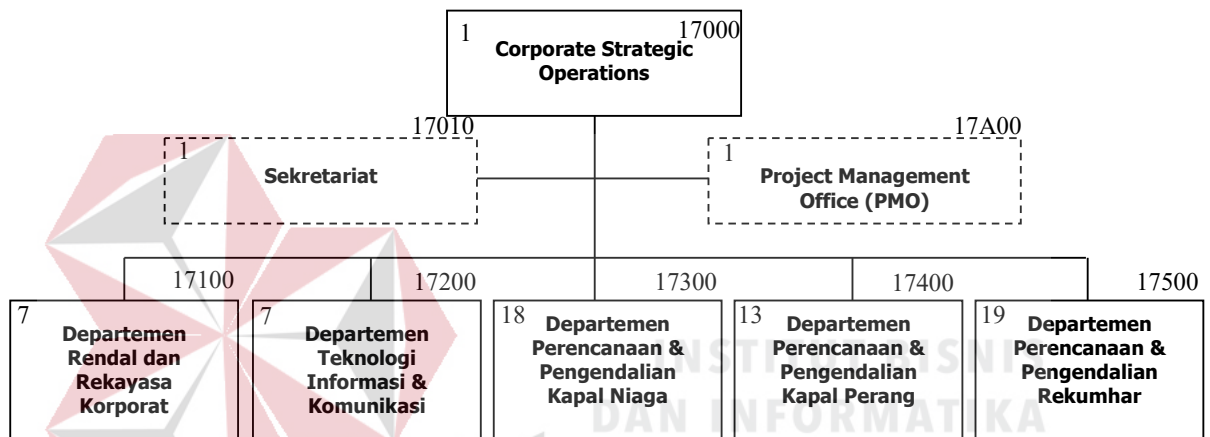 1 17000
Corporate Strategic
Operations
17010
1
Sekretariat
17A00
1
Project Management
Office (PMO)
17100
7
Departemen
Rendal dan
Rekayasa
Korporat
17200
7
Departemen
Teknologi
Informasi &
Komunikasi
17300
18
Departemen
Perencanaan &
Pengendalian
Kapal Niaga
17400
13
Departemen
Perencanaan &
Pengendalian
Kapal Perang
17500
19
Departemen
Perencanaan &
Pengendalian
Rekumhar
INSTITUT BISNIS
DAN INFORMATIKA